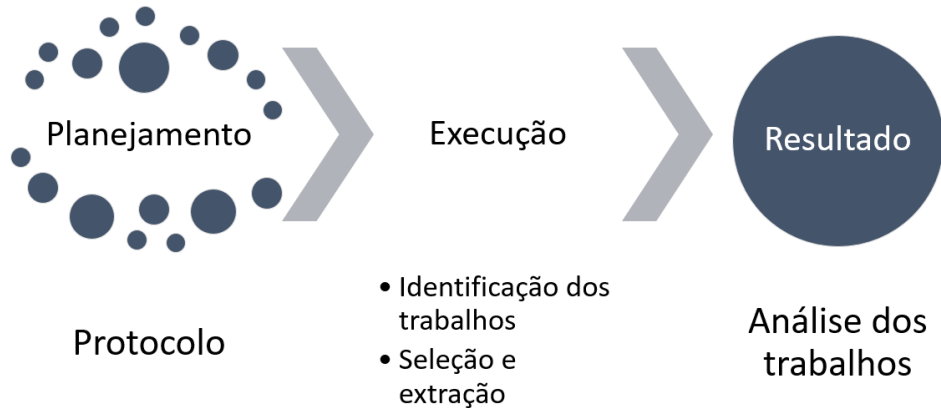 Planejamento
Execução
Resultado
Protocolo
• Identificação dos
trabalhos
• Seleção e
extração
Análise dos
trabalhos